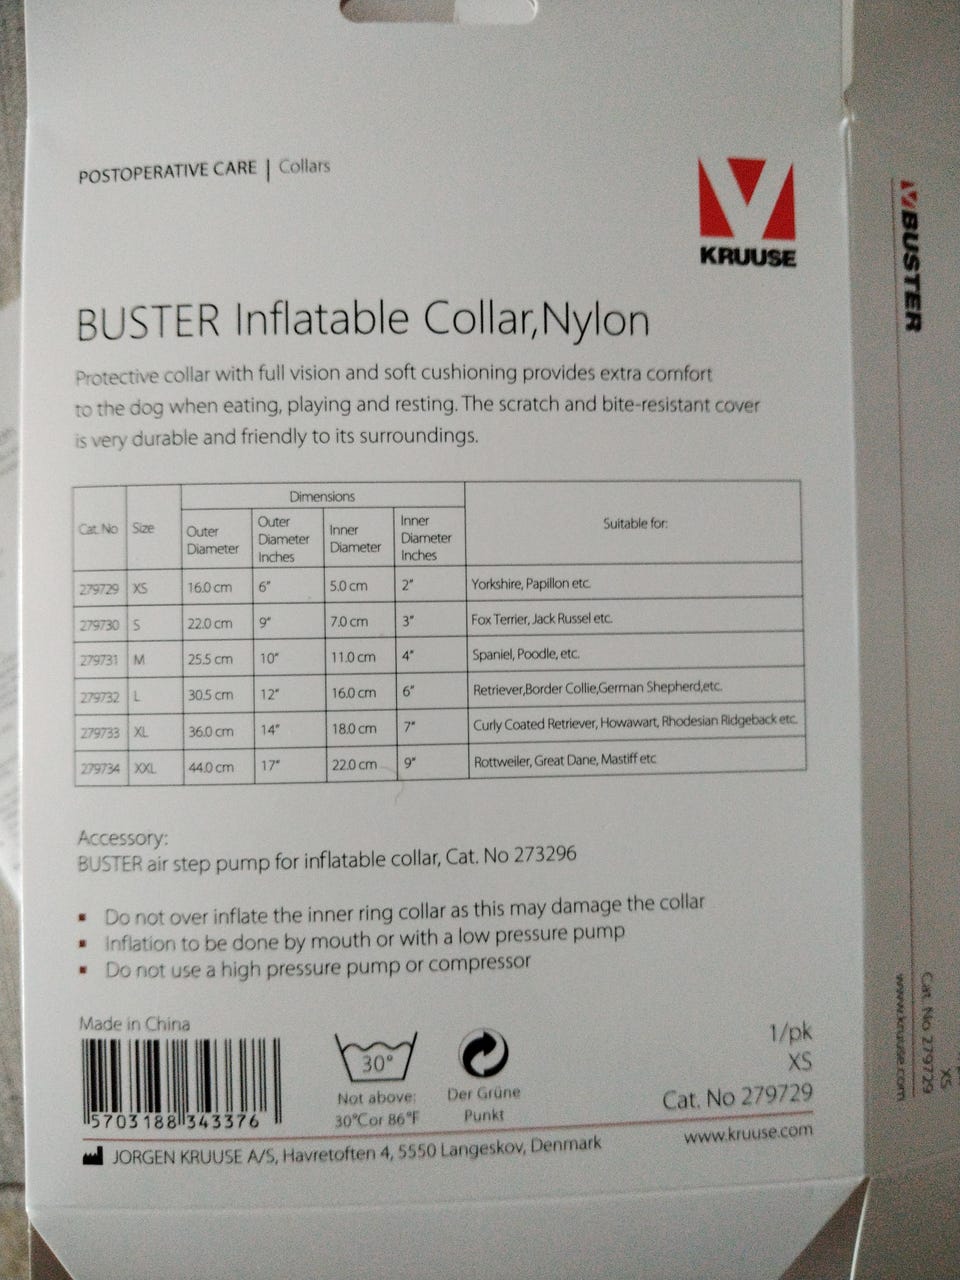 POSTOPERATIVE CARE | Collars
KRUUSE
BUSTER Inflatable Collar,Nylon
Protective collar with full vision and soft cushioning provides extra comfort
to the dog when eating, playing and resting. The scratch and bite-resistant cover
is very durable and friendly to its surroundings.
Dimensions
Cat. No Size Outer Diameter Outer Diameter Inches Inner Diameter Inner Diameter Inches Suitable for:
279729 XS 16.0 cm 6" 5.0 cm 2" Yorkshire, Papillon etc.
279730 S 22.0 cm 9" 7.0 cm 3" Fox Terrier, Jack Russel etc.
279731 M 25.5 cm 10" 11.0 cm 4" Spaniel, Poodle, etc.
279732 L 30.5 cm 12" 16.0 cm 6" Retriever,Border Collie,German Shepherd,etc.
279733 XL 36.0 cm 14" 18.0 cm 7" Curly Coated Retriever, Howawart, Rhodesian Ridgeback etc.
279734 XXL 44.0 cm 17" 22.0 cm 9" Rottweiler, Great Dane, Mastiff etc
Accessory:
BUSTER air step pump for inflatable collar, Cat. No 273296
▪ Do not over inflate the inner ring collar as this may damage the collar
▪ Inflation to be done by mouth or with a low pressure pump
▪ Do not use a high pressure pump or compressor
Made in China
5703188343376
30°
Not above:
30°C or 86°F
Der Grüne
Punkt
1/pk
XS
Cat. No 279729
JORGEN KRUUSE A/S, Havretoften 4, 5550 Langeskov, Denmark
www.kruuse.com
BUSTER
XS
Cat. No 279729
www.kruuse.com